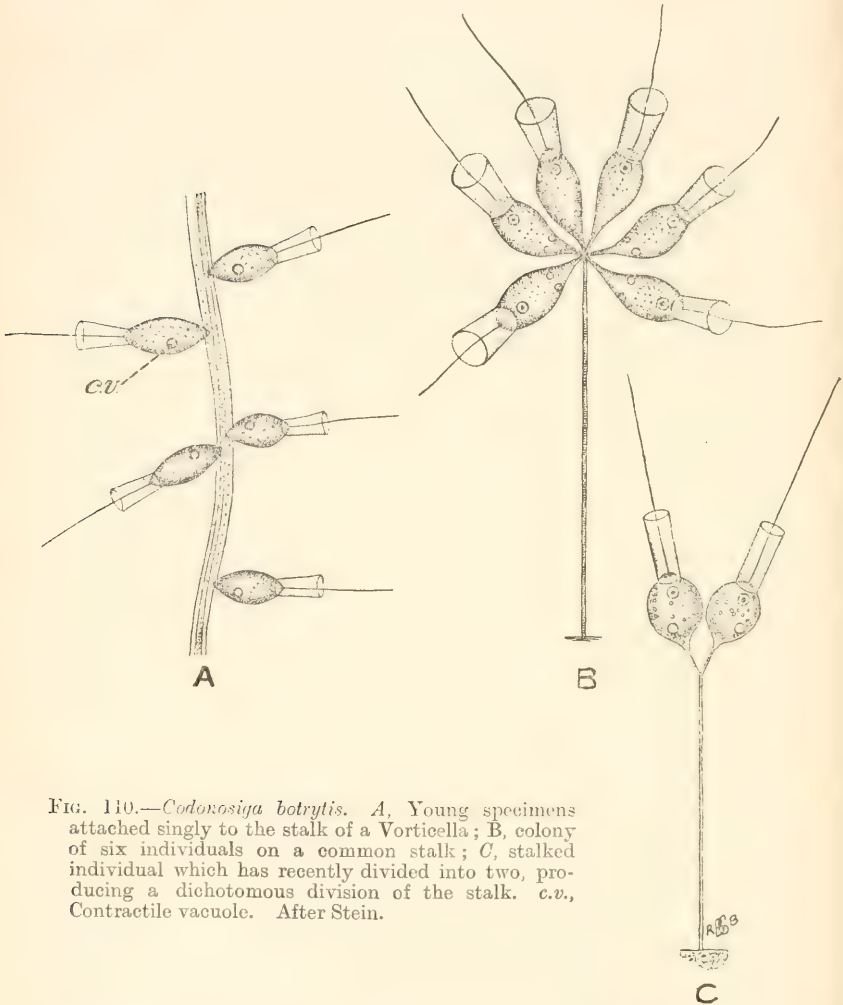 c.v.
A
B
R B
C
FIG. 110.—Codonosiga botrytis. A, Young specimens
attached singly to the stalk of a Vorticella; B, colony
of six individuals on a common stalk; C, stalked
individual which has recently divided into two, pro-
ducing a dichotomous division of the stalk. c.v.,
Contractile vacuole. After Stein.